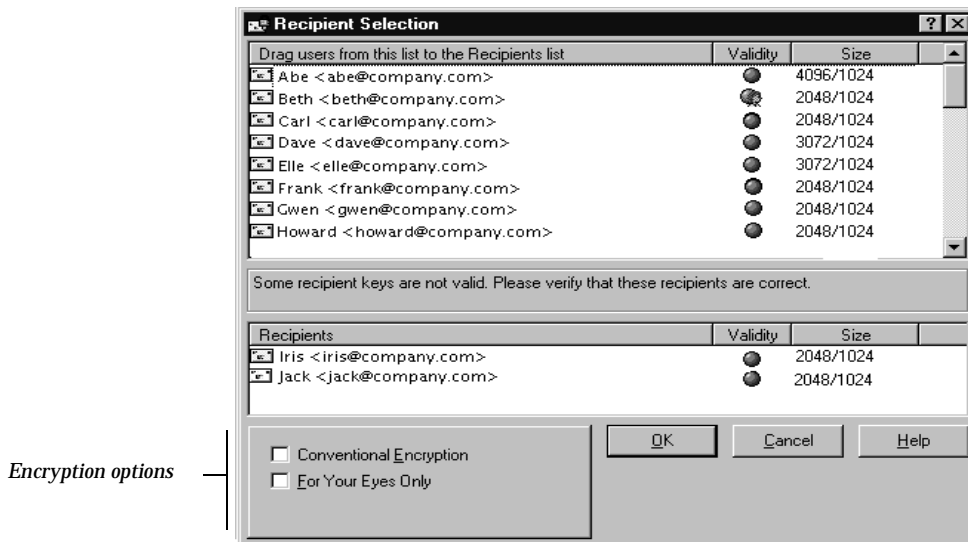 Recipient Selection
Drag users from this list to the Recipients list Validity Size
Abe <abe@company.com> 4096/1024
Beth <beth@company.com> 2048/1024
Carl <carl@company.com> 2048/1024
Dave <dave@company.com> 3072/1024
Elle <elle@company.com> 3072/1024
Frank <frank@company.com> 2048/1024
Gwen <gwen@company.com> 2048/1024
Howard <howard@company.com> 2048/1024
Some recipient keys are not valid. Please verify that these recipients are correct.
Recipients Validity Size
Iris <iris@company.com> 2048/1024
Jack <jack@company.com> 2048/1024
OK Cancel Help
Conventional Encryption
Encryption options
For Your Eyes Only